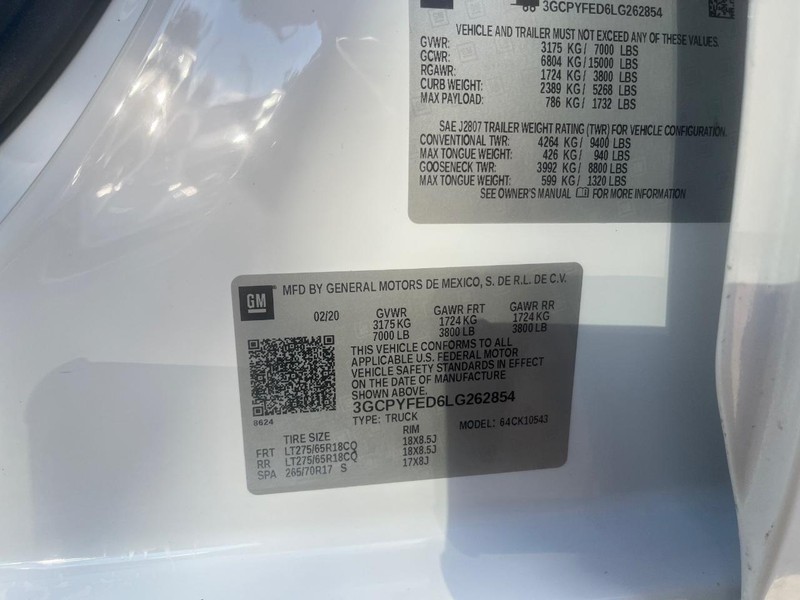 3GCPYFED6LG262854
VEHICLE AND TRAILER MUST NOT EXCEED ANY OF THESE VALUES.
GVWR: 3175 KG/ 7000 LBS
GCWR: 6804 KG/ 15000 LBS
RGAWR: 1724 KG/ 3800 LBS
CURB WEIGHT: 2389 KG/ 5268 LBS
MAX PAYLOAD: 786 KG/ 1732 LBS
SAE J2807 TRAILER WEIGHT RATING (TWR) FOR VEHICLE CONFIGURATION.
CONVENTIONAL TWR: 4264 KG/ 9400 LBS
MAX TONGUE WEIGHT: 426 KG/ 940 LBS
GOOSENECK TWR: 3992 KG/ 8800 LBS
MAX TONGUE WEIGHT: 599 KG/ 1320 LBS
SEE OWNER'S MANUAL FOR MORE INFORMATION
GM MFD BY GENERAL MOTORS DE MEXICO, S. DE R.L. DE C.V.
02/20 GVWR GAWR FRT GAWR RR
3175 KG 1724 KG 1724 KG
7000 LB 3800 LB 3800 LB
THIS VEHICLE CONFORMS TO ALL
APPLICABLE U.S. FEDERAL MOTOR
VEHICLE SAFETY STANDARDS IN EFFECT
ON THE DATE OF MANUFACTURE
SHOWN ABOVE.
3GCPYFED6LG262854
8624 TYPE: TRUCK MODEL: 64CK10543
TIRE SIZE RIM
FRT LT275/65R18CQ 18X8.5J
RR LT275/65R18CQ 18X8.5J
SPA 265/70R17 S 17X8J